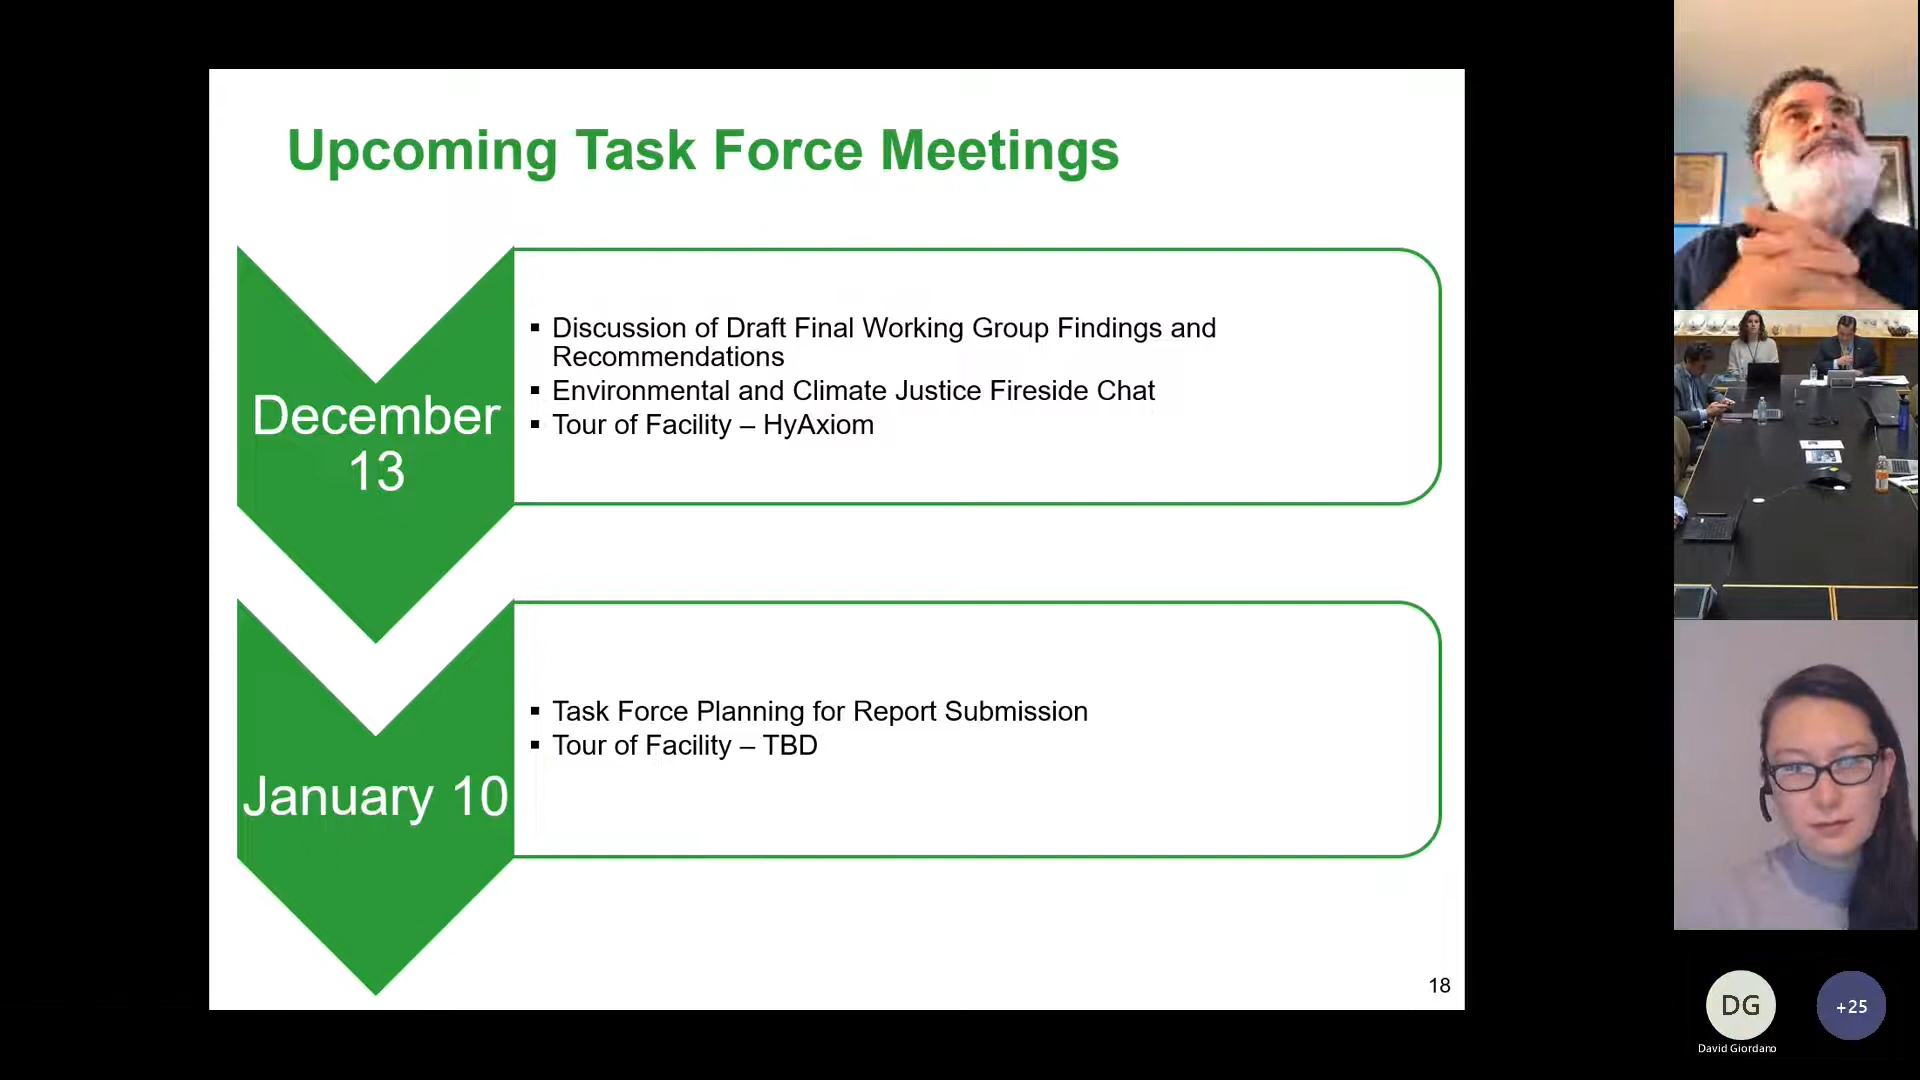 Upcoming Task Force Meetings
December
13
▪ Discussion of Draft Final Working Group Findings and
Recommendations
▪ Environmental and Climate Justice Fireside Chat
▪ Tour of Facility – HyAxiom
January 10
▪ Task Force Planning for Report Submission
▪ Tour of Facility – TBD
18
DG
+25
David Giordano